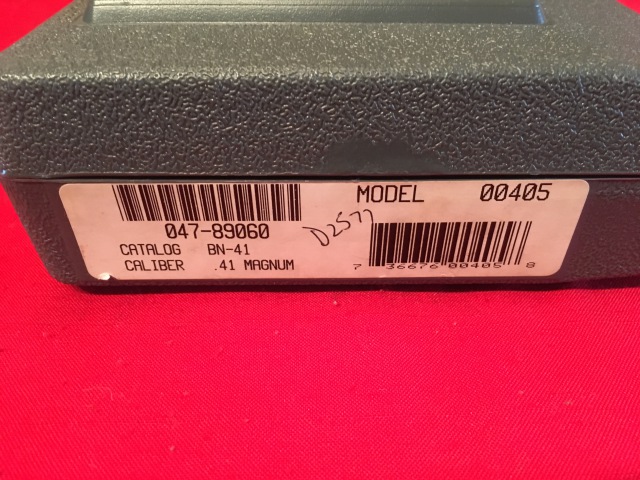 MODEL 00405
047-89060
D2577
CATALOG BN-41
CALIBER .41 MAGNUM
7 36676 00405 8